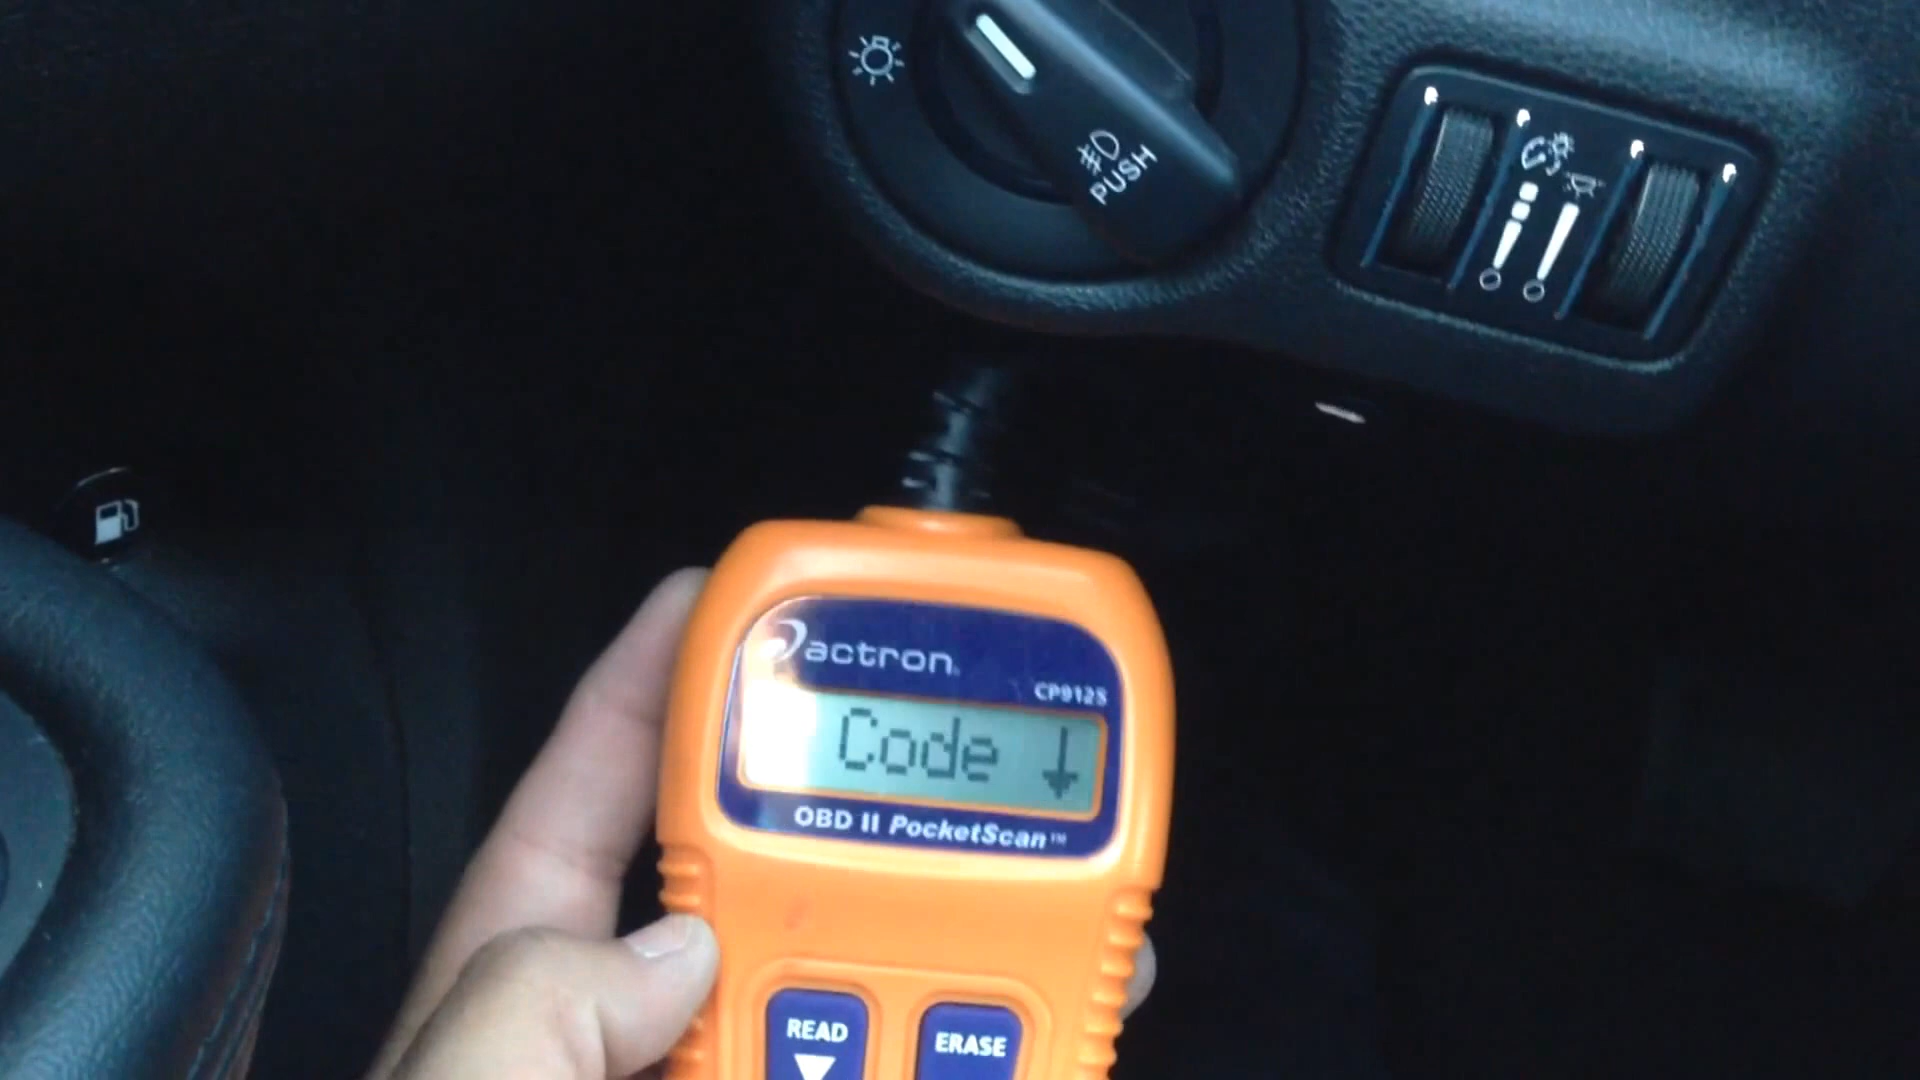 PUSH
actron
CP9125
Code ↓
OBD II PocketScan™
READ
ERASE